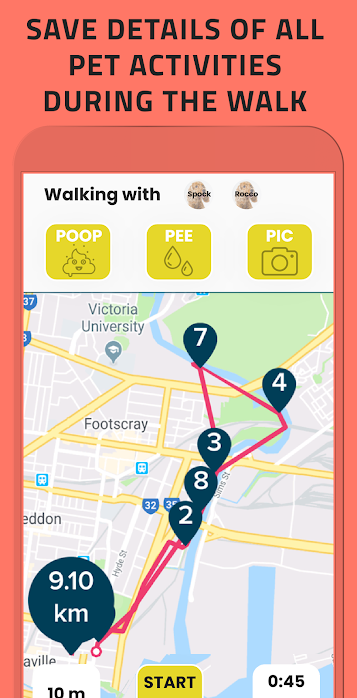 SAVE DETAILS OF ALL
PET ACTIVITIES
DURING THE WALK
Walking with
Spock
Rocco
POOP
PEE
PIC
37
Victoria
University
7
4
Footscray
3
8
32
35
2
Sims St
eddon
Hyde St
9.10
km
aville
10 m
START
0:45